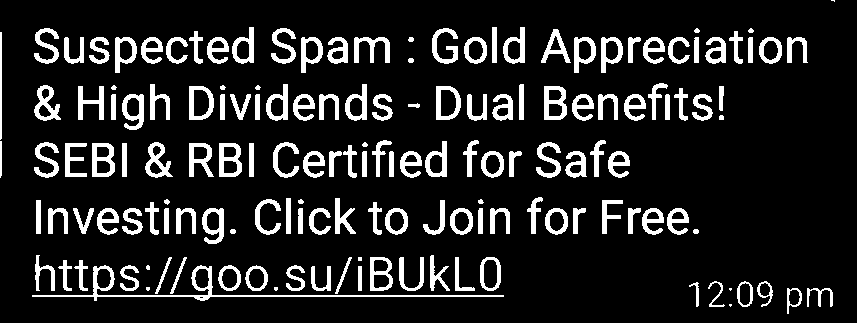 Suspected Spam : Gold Appreciation
& High Dividends - Dual Benefits!
SEBI & RBI Certified for Safe
Investing. Click to Join for Free.
https://goo.su/iBUkL0
12:09 pm